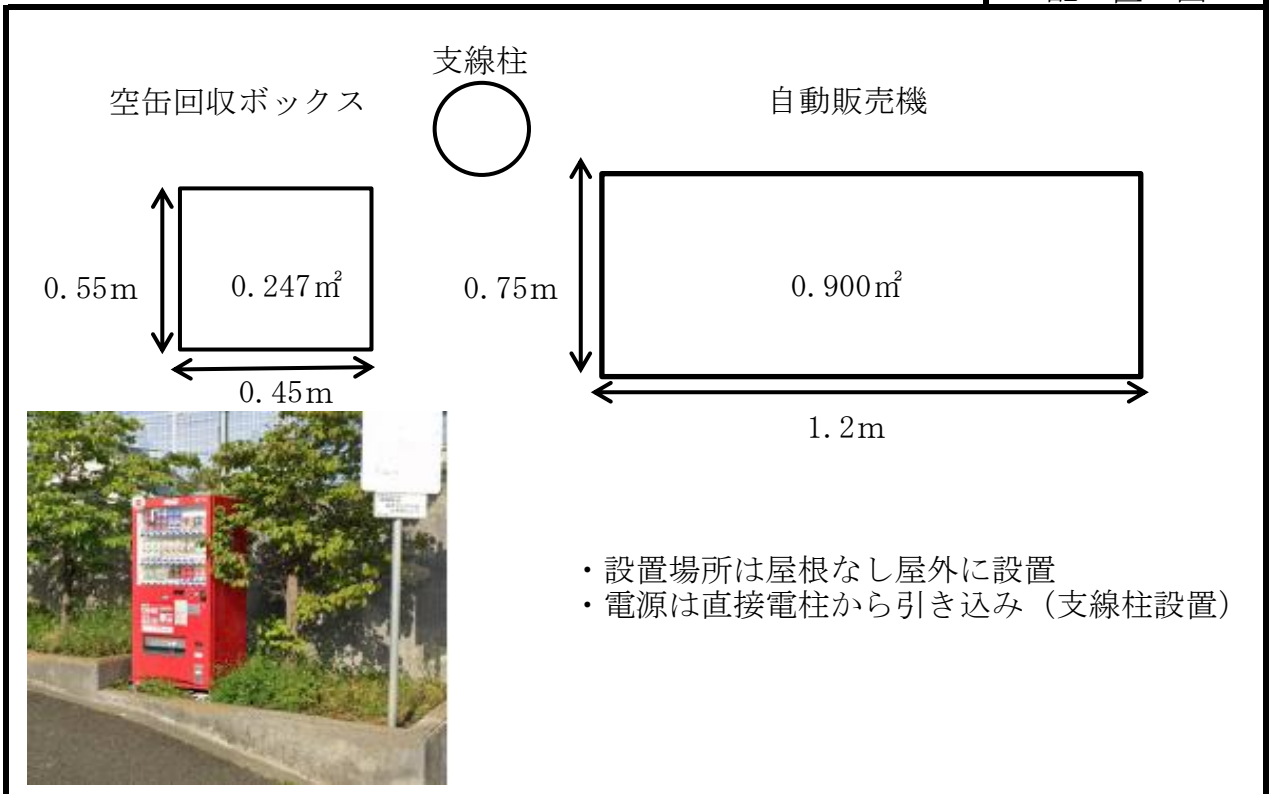 支線柱
空缶回収ボックス
自動販売機
0.55m
0.247㎡
0.75m
0.900㎡
0.45m
1.2m
・設置場所は屋根なし屋外に設置
・電源は直接電柱から引き込み（支線柱設置）